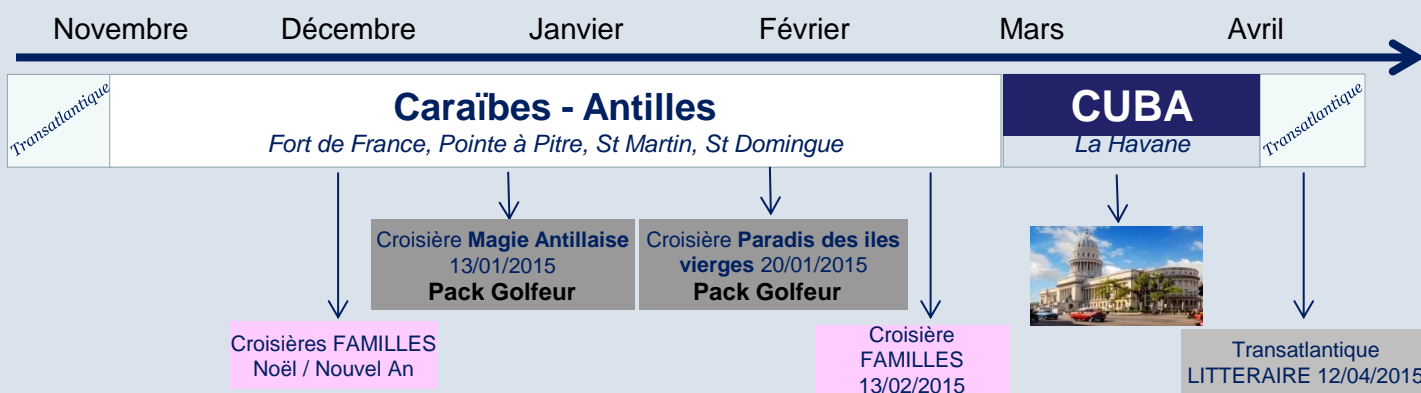 Novembre Décembre Janvier Février Mars Avril
Transatlantique
Caraïbes - Antilles
Fort de France, Pointe à Pitre, St Martin, St Domingue
CUBA
La Havane
Transatlantique
Croisière Magie Antillaise
13/01/2015
Pack Golfeur
Croisière Paradis des iles
vierges 20/01/2015
Pack Golfeur
Croisières FAMILLES
Noël / Nouvel An
Croisière
FAMILLES
13/02/2015
Transatlantique
LITTERAIRE 12/04/2015